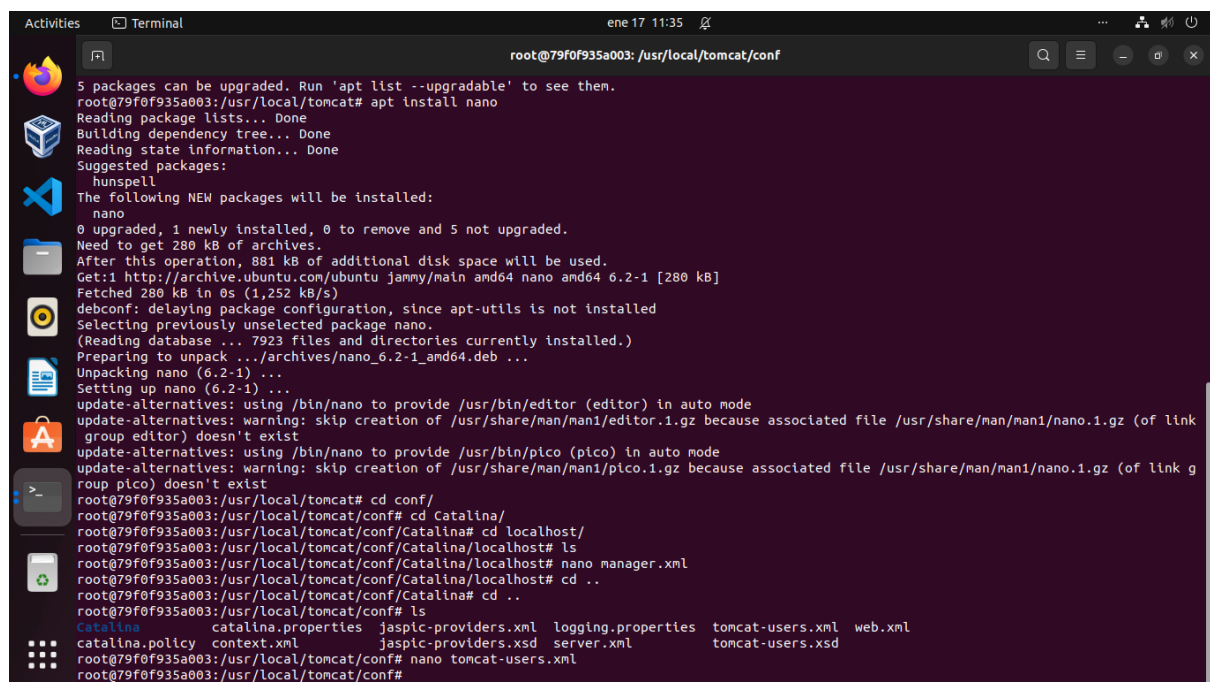 Activities Terminal ene 17 11:35
root@79f0f935a003: /usr/local/tomcat/conf
5 packages can be upgraded. Run 'apt list --upgradable' to see them.
root@79f0f935a003:/usr/local/tomcat# apt install nano
Reading package lists... Done
Building dependency tree... Done
Reading state information... Done
Suggested packages:
  hunspell
The following NEW packages will be installed:
  nano
0 upgraded, 1 newly installed, 0 to remove and 5 not upgraded.
Need to get 280 kB of archives.
After this operation, 881 kB of additional disk space will be used.
Get:1 http://archive.ubuntu.com/ubuntu jammy/main amd64 nano amd64 6.2-1 [280 kB]
Fetched 280 kB in 0s (1,252 kB/s)
debconf: delaying package configuration, since apt-utils is not installed
Selecting previously unselected package nano.
(Reading database ... 7923 files and directories currently installed.)
Preparing to unpack .../archives/nano_6.2-1_amd64.deb ...
Unpacking nano (6.2-1) ...
Setting up nano (6.2-1) ...
update-alternatives: using /bin/nano to provide /usr/bin/editor (editor) in auto mode
update-alternatives: warning: skip creation of /usr/share/man/man1/editor.1.gz because associated file /usr/share/man/man1/nano.1.gz (of link
 group editor) doesn't exist
update-alternatives: using /bin/nano to provide /usr/bin/pico (pico) in auto mode
update-alternatives: warning: skip creation of /usr/share/man/man1/pico.1.gz because associated file /usr/share/man/man1/nano.1.gz (of link g
roup pico) doesn't exist
root@79f0f935a003:/usr/local/tomcat# cd conf/
root@79f0f935a003:/usr/local/tomcat/conf# cd Catalina/
root@79f0f935a003:/usr/local/tomcat/conf/Catalina# cd localhost/
root@79f0f935a003:/usr/local/tomcat/conf/Catalina/localhost# ls
root@79f0f935a003:/usr/local/tomcat/conf/Catalina/localhost# nano manager.xml
root@79f0f935a003:/usr/local/tomcat/conf/Catalina/localhost# cd ..
root@79f0f935a003:/usr/local/tomcat/conf/Catalina# cd ..
root@79f0f935a003:/usr/local/tomcat/conf# ls
Catalina         catalina.properties  jaspic-providers.xml  logging.properties  tomcat-users.xml  web.xml
catalina.policy  context.xml          jaspic-providers.xsd  server.xml          tomcat-users.xsd
root@79f0f935a003:/usr/local/tomcat/conf# nano tomcat-users.xml
root@79f0f935a003:/usr/local/tomcat/conf#